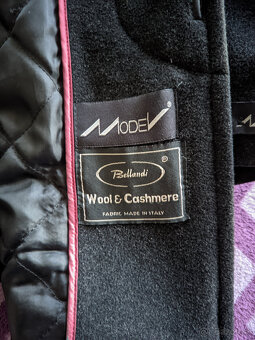 MODEV®
Bellandi®
Wool & Cashmere
FABRIC MADE IN ITALY